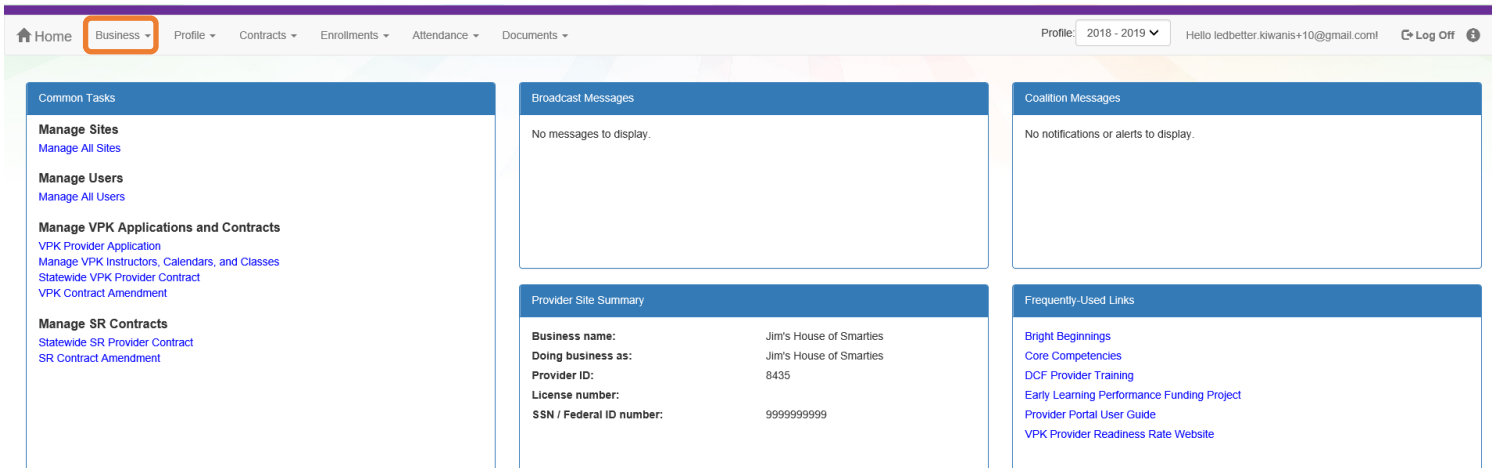 Home Business Profile Contracts Enrollments Attendance Documents Profile: 2018 - 2019 Hello ledbetter.kiwanis+10@gmail.com! Log Off
Common Tasks
Manage Sites
Manage All Sites
Manage Users
Manage All Users
Manage VPK Applications and Contracts
VPK Provider Application
Manage VPK Instructors, Calendars, and Classes
Statewide VPK Provider Contract
VPK Contract Amendment
Manage SR Contracts
Statewide SR Provider Contract
SR Contract Amendment
Broadcast Messages
No messages to display.
Coalition Messages
No notifications or alerts to display.
Provider Site Summary
Business name: Jim's House of Smarties
Doing business as: Jim's House of Smarties
Provider ID: 8435
License number:
SSN / Federal ID number: 9999999999
Frequently-Used Links
Bright Beginnings
Core Competencies
DCF Provider Training
Early Learning Performance Funding Project
Provider Portal User Guide
VPK Provider Readiness Rate Website